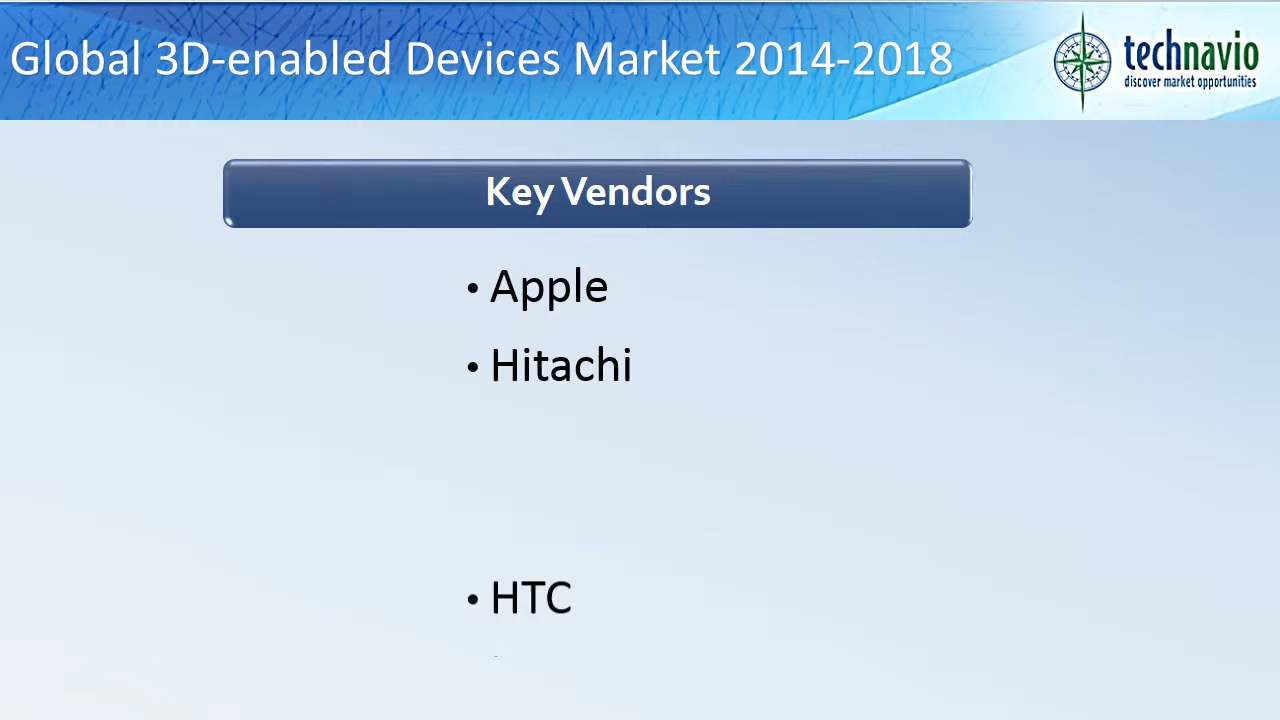 Global 3D-enabled Devices Market 2014-2018
technavio
discover market opportunities
Key Vendors
• Apple
• Hitachi
• HTC